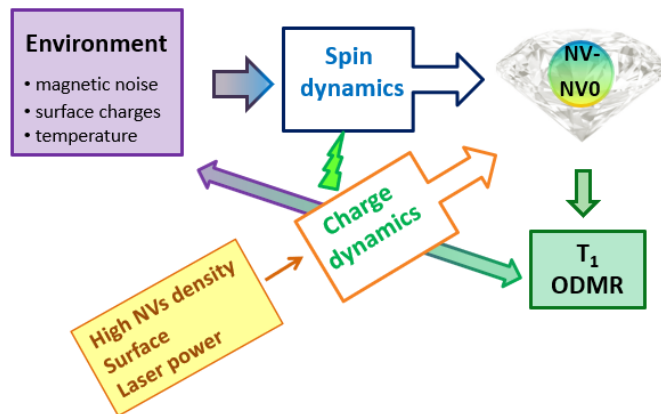 Environment
• magnetic noise
• surface charges
• temperature
Spin
dynamics
NV-
NV0
Charge
dynamics
T₁
ODMR
High NVs density
Surface
Laser power